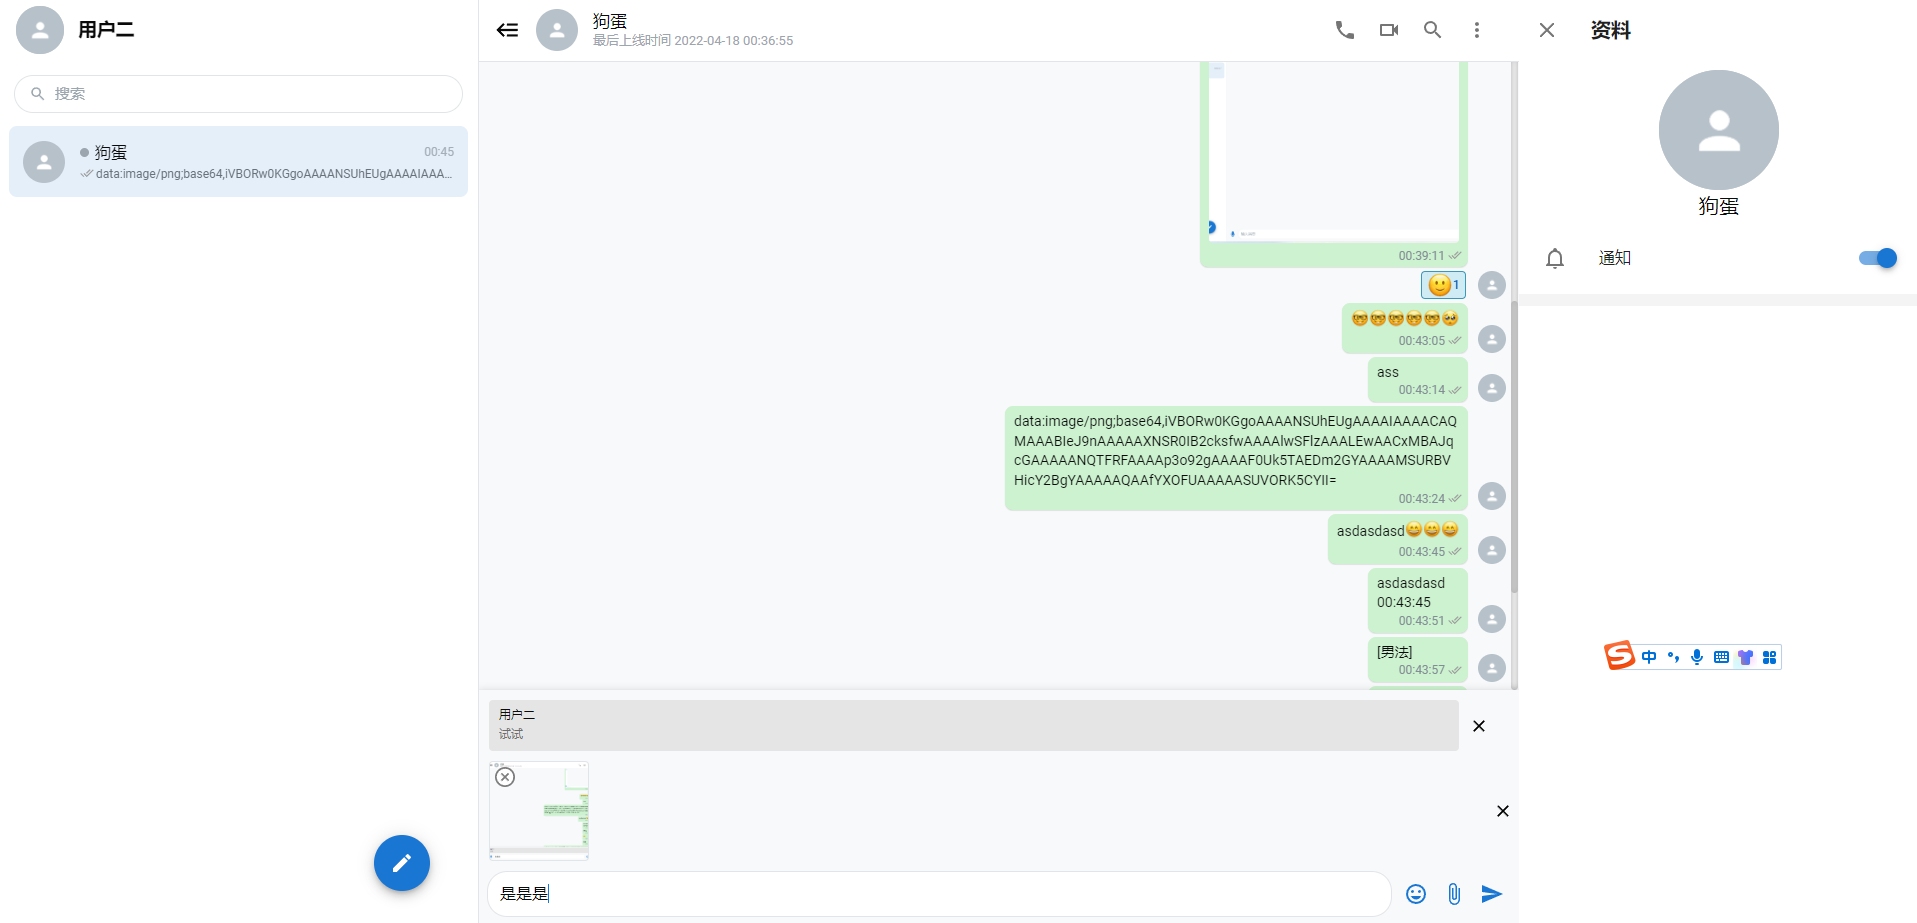 用户二
搜索
狗蛋
00:45
data:image/png;base64,iVBORw0KGgoAAAANSUhEUgAAAAIAAA...
狗蛋
最后上线时间 2022-04-18 00:36:55
00:39:11
1
🤓🤓🤓🤓🤓🥺
00:43:05
ass
00:43:14
data:image/png;base64,iVBORw0KGgoAAAANSUhEUgAAAAIAAAACAQ
MAAABIeJ9nAAAAAXNSR0IB2cksfwAAAAlwSFlzAAALEwAACxMBAJq
cGAAAAANQTFRFAAAAp3o92gAAAAF0Uk5TAEDm2GYAAAAMSURBV
HicY2BgYAAAAAQAAfYXOFUAAAAASUVORK5CYII=
00:43:24
asdasdasd😄😄😄
00:43:45
asdasdasd
00:43:45
00:43:51
[男法]
00:43:57
用户二
试试
是是是
资料
狗蛋
通知
中